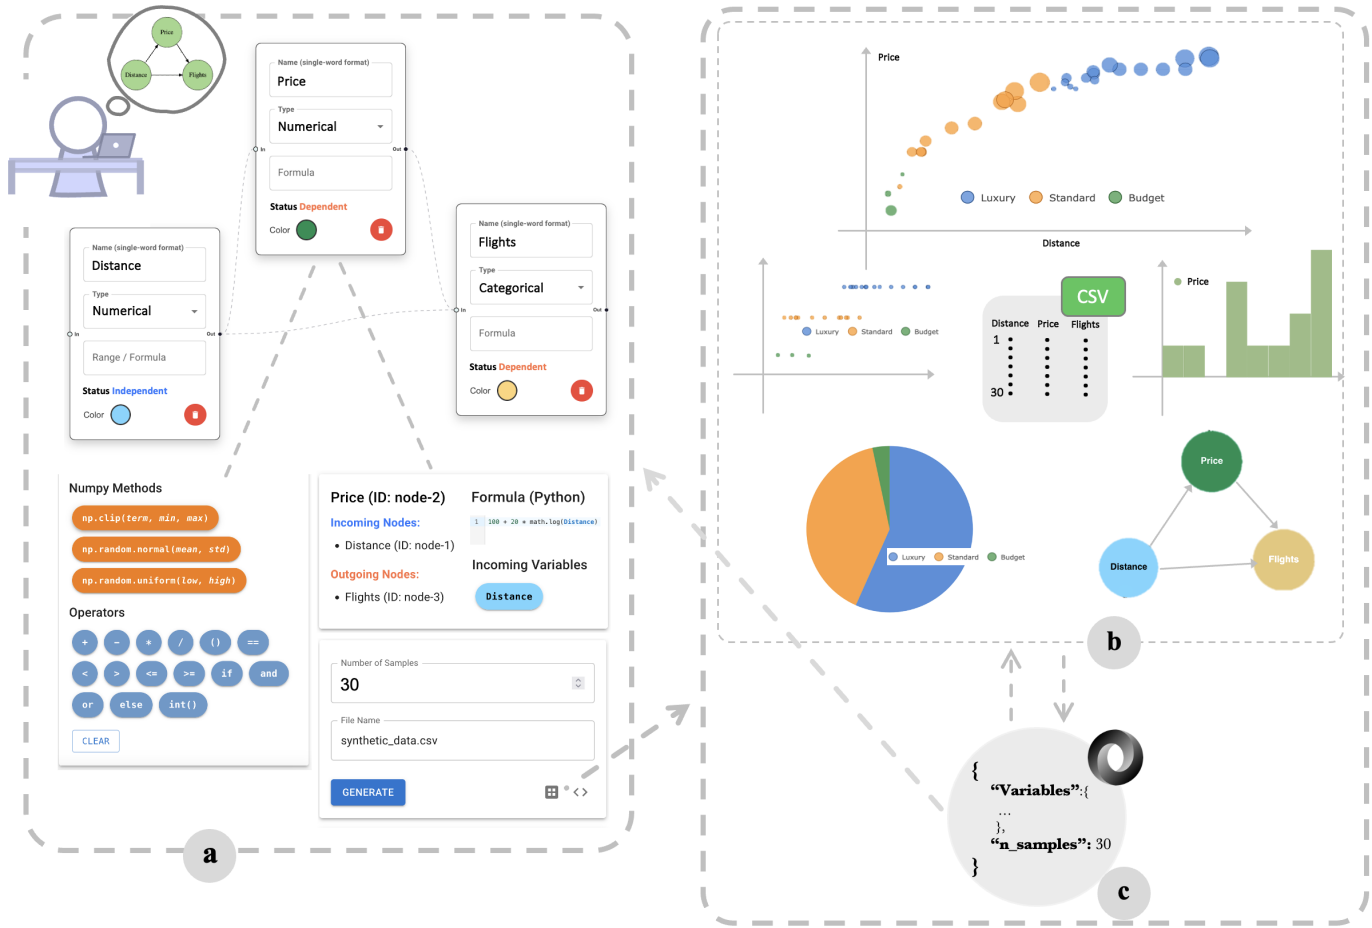 Price
Distance
Flights
Name (single-word format)
Price
Type
Numerical
In
Out
Formula
Status Dependent
Color
Name (single-word format)
Distance
Type
Numerical
In
Out
Range / Formula
Status Independent
Color
Name (single-word format)
Flights
Type
Categorical
In
Out
Formula
Status Dependent
Color
Numpy Methods
np.clip(term, min, max)
np.random.normal(mean, std)
np.random.uniform(low, high)
Operators
+ − * / () ==
< > <= >= if and
or else int()
CLEAR
Price (ID: node-2)
Incoming Nodes:
• Distance (ID: node-1)
Outgoing Nodes:
• Flights (ID: node-3)
Formula (Python)
1 100 + 20 * math.log(Distance)
Incoming Variables
Distance
Number of Samples
30
File Name
synthetic_data.csv
GENERATE
<>
a
Price
Luxury Standard Budget
Distance
Luxury Standard Budget
CSV
Distance Price Flights
1
30
Price
Luxury Standard Budget
Price
Distance
Flights
b
{
“Variables”:{
...
},
“n_samples”: 30
}
c